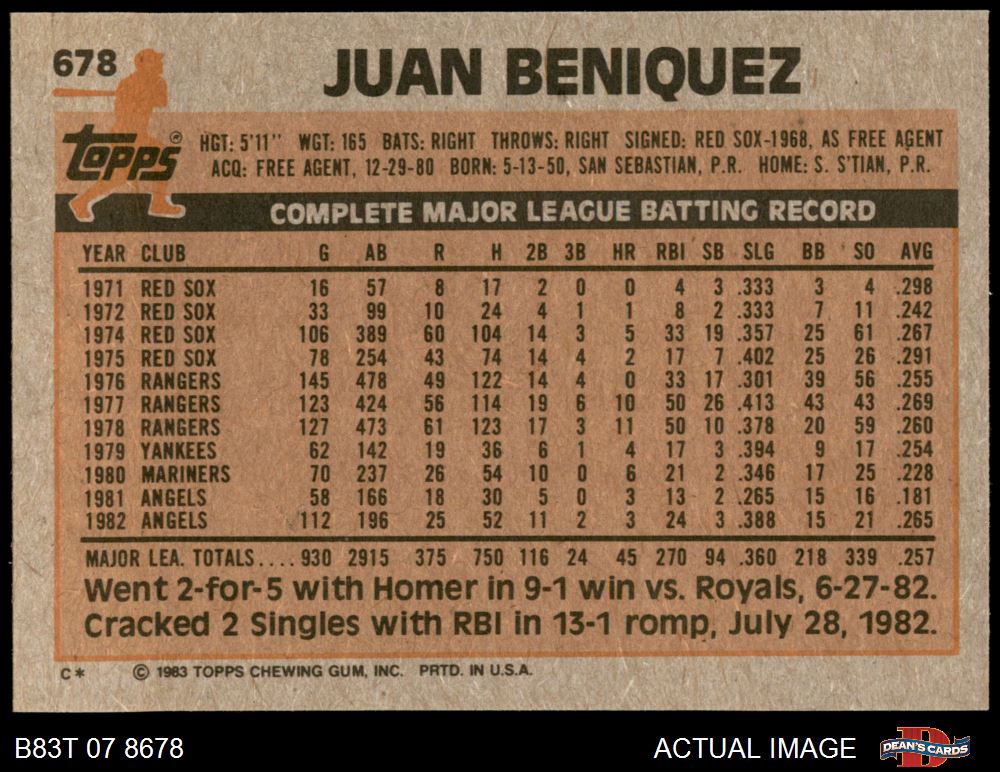 678 JUAN BENIQUEZ
topps®
HGT: 5'11" WGT: 165 BATS: RIGHT THROWS: RIGHT SIGNED: RED SOX-1968, AS FREE AGENT
ACQ: FREE AGENT, 12-29-80 BORN: 5-13-50, SAN SEBASTIAN, P.R. HOME: S. S'TIAN, P.R.
COMPLETE MAJOR LEAGUE BATTING RECORD
YEAR CLUB G AB R H 2B 3B HR RBI SB SLG BB SO AVG
1971 RED SOX 16 57 8 17 2 0 0 4 3 .333 3 4 .298
1972 RED SOX 33 99 10 24 4 1 1 8 2 .333 7 11 .242
1974 RED SOX 106 389 60 104 14 3 5 33 19 .357 25 61 .267
1975 RED SOX 78 254 43 74 14 4 2 17 7 .402 25 26 .291
1976 RANGERS 145 478 49 122 14 4 0 33 17 .301 39 56 .255
1977 RANGERS 123 424 56 114 19 6 10 50 26 .413 43 43 .269
1978 RANGERS 127 473 61 123 17 3 11 50 10 .378 20 59 .260
1979 YANKEES 62 142 19 36 6 1 4 17 3 .394 9 17 .254
1980 MARINERS 70 237 26 54 10 0 6 21 2 .346 17 25 .228
1981 ANGELS 58 166 18 30 5 0 3 13 2 .265 15 16 .181
1982 ANGELS 112 196 25 52 11 2 3 24 3 .388 15 21 .265
MAJOR LEA. TOTALS.... 930 2915 375 750 116 24 45 270 94 .360 218 339 .257
Went 2-for-5 with Homer in 9-1 win vs. Royals, 6-27-82.
Cracked 2 Singles with RBI in 13-1 romp, July 28, 1982.
C* © 1983 TOPPS CHEWING GUM, INC. PRTD. IN U.S.A.
B83T 07 8678 ACTUAL IMAGE DEAN'S CARDS